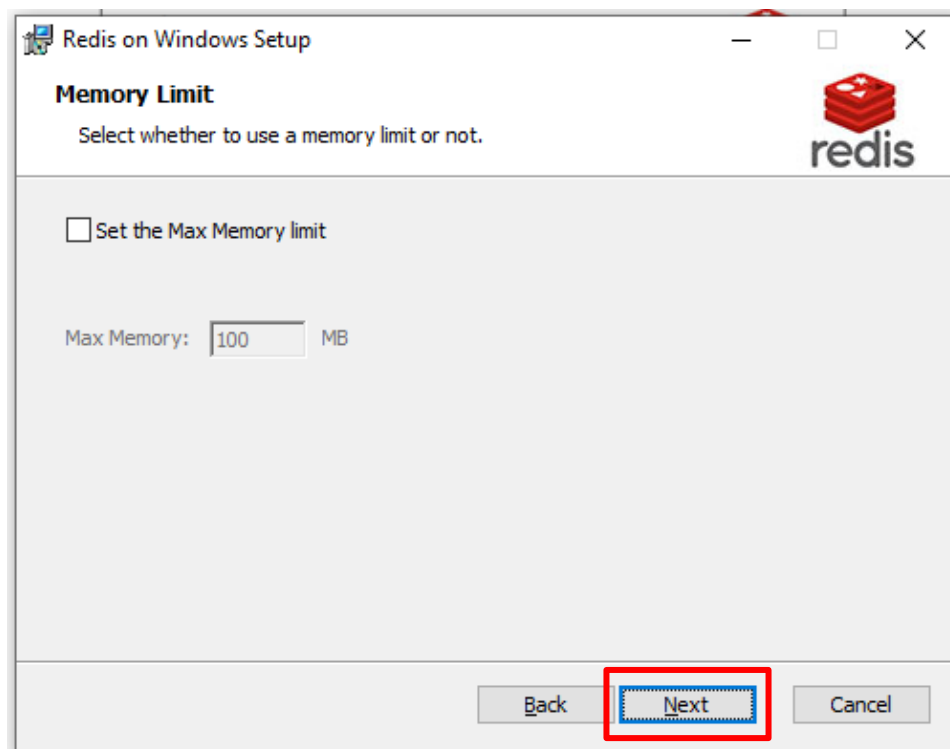 Redis on Windows Setup
Memory Limit
Select whether to use a memory limit or not.
redis
Set the Max Memory limit
Max Memory: 100 MB
Back Next Cancel